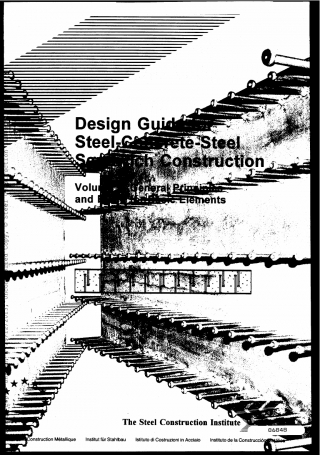 Design Guide
Steel-Concrete-Steel
Sandwich Construction
General Principles
and Elements
The Steel Construction Institute
Construction Métallique Institut für Stahlbau Istituto di Costruzioni in Acciaio Instituto de la Construcción